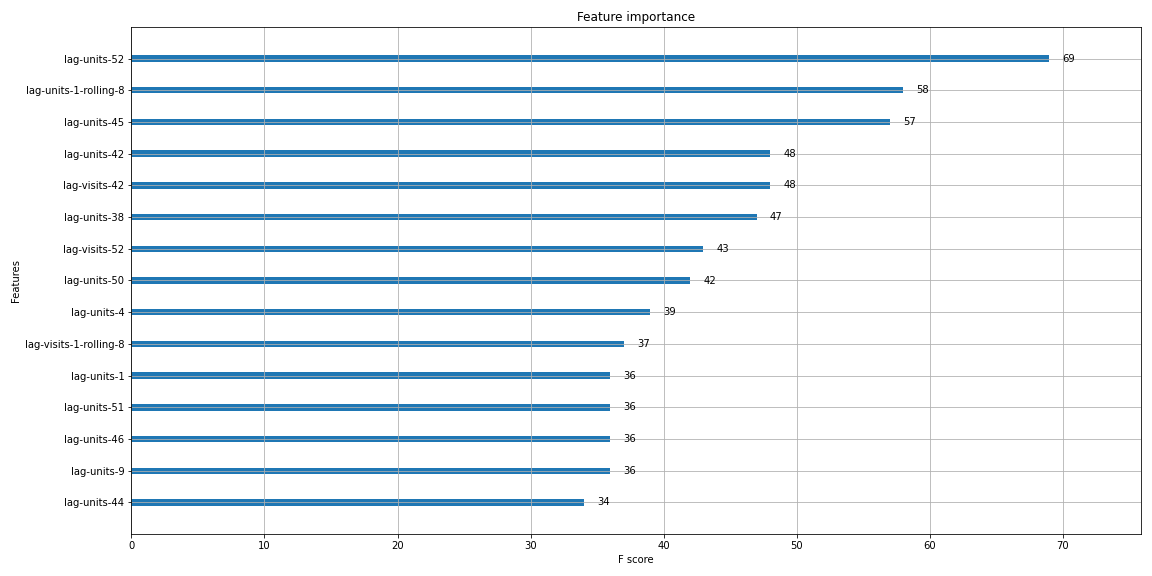 Feature importance
Features
lag-units-52 69
lag-units-1-rolling-8 58
lag-units-45 57
lag-units-42 48
lag-visits-42 48
lag-units-38 47
lag-visits-52 43
lag-units-50 42
lag-units-4 39
lag-visits-1-rolling-8 37
lag-units-1 36
lag-units-51 36
lag-units-46 36
lag-units-9 36
lag-units-44 34
0 10 20 30 40 50 60 70
F score